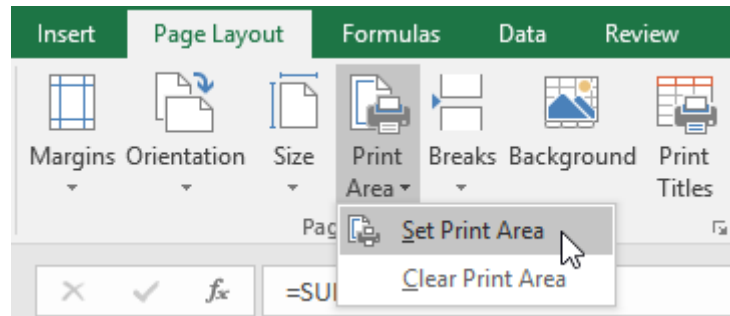 Insert Page Layout Formulas Data Review
Margins Orientation Size Print Area Breaks Background Print Titles
Set Print Area
Clear Print Area
fx =SU